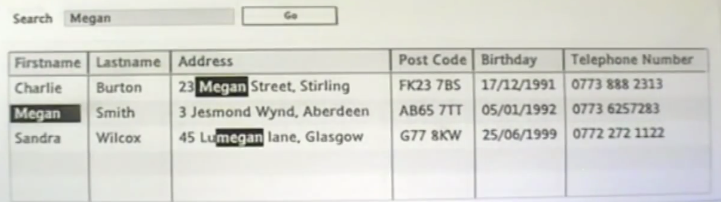 Search Megan Go
Firstname Lastname Address Post Code Birthday Telephone Number
Charlie Burton 23 Megan Street, Stirling FK23 7BS 17/12/1991 0773 888 2313
Megan Smith 3 Jesmond Wynd, Aberdeen AB65 7TT 05/01/1992 0773 6257283
Sandra Wilcox 45 Lumegan lane, Glasgow G77 8KW 25/06/1999 0772 272 1122